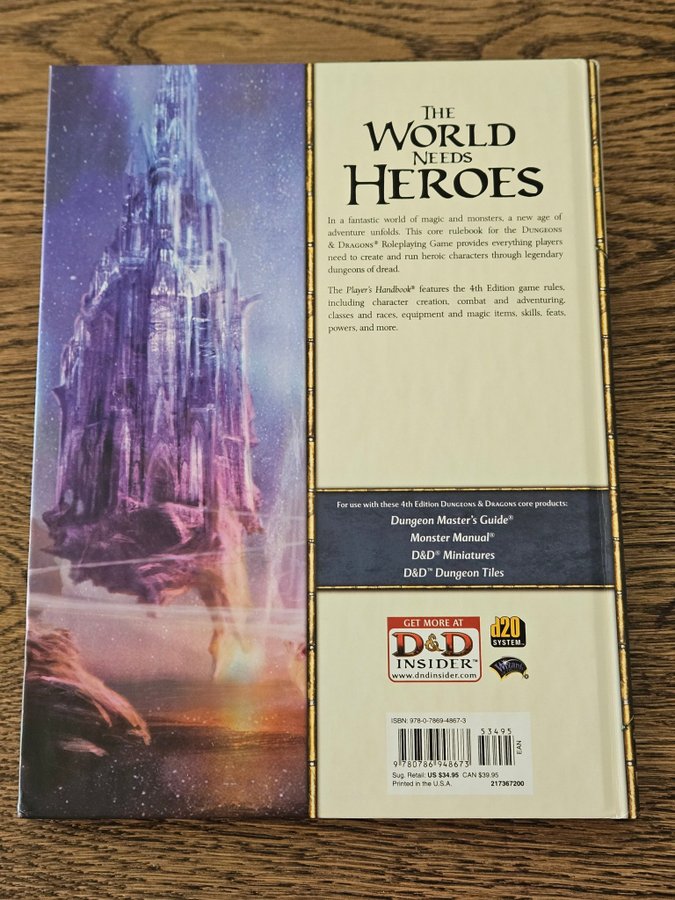 THE
WORLD
NEEDS
HEROES
In a fantastic world of magic and monsters, a new age of
adventure unfolds. This core rulebook for the DUNGEONS
& DRAGONS® Roleplaying Game provides everything players
need to create and run heroic characters through legendary
dungeons of dread.
The Player's Handbook® features the 4th Edition game rules,
including character creation, combat and adventuring,
classes and races, equipment and magic items, skills, feats,
powers, and more.
For use with these 4th Edition DUNGEONS & DRAGONS core products:
Dungeon Master's Guide®
Monster Manual®
D&D® Miniatures
D&D™ Dungeon Tiles
GET MORE AT
D&D
INSIDER™
www.dndinsider.com
d20
SYSTEM™
Wizards
®
ISBN: 978-0-7869-4867-3
53495
EAN
9 780786 948673
Sug. Retail: US $34.95 CAN $39.95
Printed in the U.S.A. 217367200